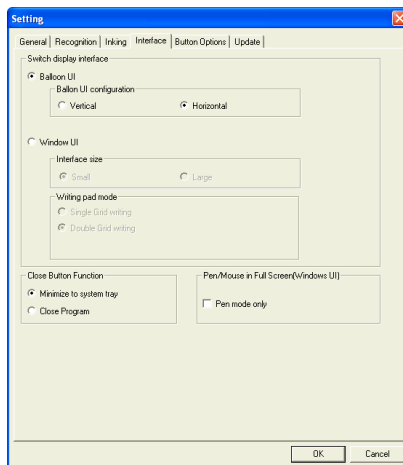 Setting
General Recognition Inking Interface Button Options Update
Switch display interface
Balloon UI
Ballon UI configuration
Vertical Horizontal
Window UI
Interface size
Small Large
Writing pad mode
Single Grid writing
Double Grid writing
Close Button Function Pen/Mouse in Full Screen(Windows UI)
Minimize to system tray
Pen mode only
Close Program
OK Cancel